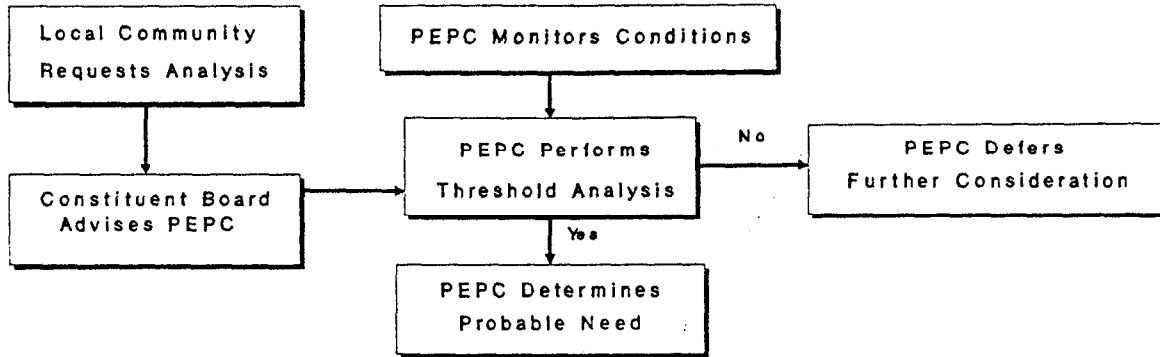 Local Community
Requests Analysis
PEPC Monitors Conditions
Constituent Board
Advises PEPC
PEPC Performs
Threshold Analysis
No
PEPC Defers
Further Consideration
Yes
PEPC Determines
Probable Need